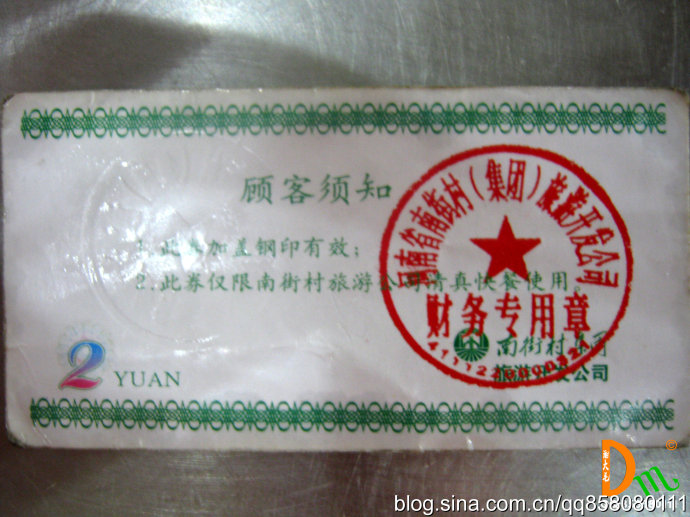 顾客须知
1.此券加盖钢印有效；
2.此券仅限南街村旅游公司清真快餐使用。
河南省南街村（集团）旅游开发公司
财务专用章
南街村集团
旅游开发公司
2 YUAN
Dm
blog.sina.com.cn/qq858080111